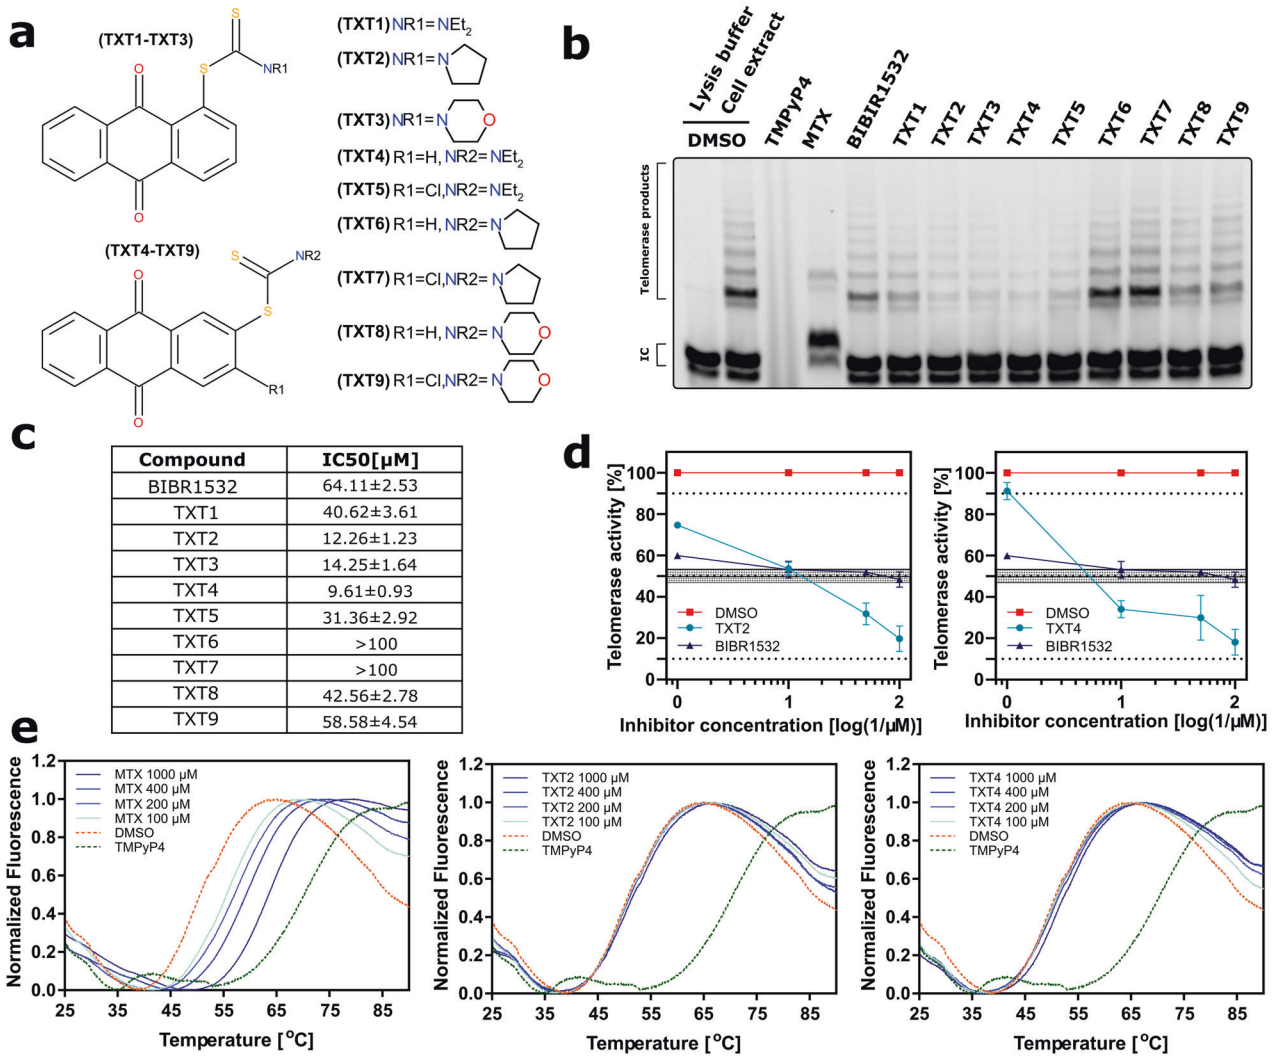 a
(TXT1-TXT3)
S
S
NR1
O
O
(TXT4-TXT9)
S
NR2
S
O
O
R1
(TXT1) NR1= NEt2
(TXT2) NR1= N
(TXT3) NR1= N O
(TXT4) R1=H, NR2= NEt2
(TXT5) R1=Cl, NR2= NEt2
(TXT6) R1=H, NR2= N
(TXT7) R1=Cl, NR2= N
(TXT8) R1=H, NR2= N O
(TXT9) R1=Cl, NR2= N O
b
Lysis buffer
Cell extract
DMSO
TMPyP4
MTX
BIBIR1532
TXT1
TXT2
TXT3
TXT4
TXT5
TXT6
TXT7
TXT8
TXT9
Telomerase products
IC
c
Compound IC50[µM]
BIBR1532 64.11±2.53
TXT1 40.62±3.61
TXT2 12.26±1.23
TXT3 14.25±1.64
TXT4 9.61±0.93
TXT5 31.36±2.92
TXT6 >100
TXT7 >100
TXT8 42.56±2.78
TXT9 58.58±4.54
d
Telomerase activity [%]
100
80
60
40
20
0
DMSO
TXT2
BIBR1532
0 1 2
Inhibitor concentration [log(1/µM)]
Telomerase activity [%]
100
80
60
40
20
0
DMSO
TXT4
BIBR1532
0 1 2
Inhibitor concentration [log(1/µM)]
e
Normalized Fluorescence
1.2
1.0
0.8
0.6
0.4
0.2
0.0
MTX 1000 µM
MTX 400 µM
MTX 200 µM
MTX 100 µM
DMSO
TMPyP4
25 35 45 55 65 75 85
Temperature [°C]
Normalized Fluorescence
1.2
1.0
0.8
0.6
0.4
0.2
0.0
TXT2 1000 µM
TXT2 400 µM
TXT2 200 µM
TXT2 100 µM
DMSO
TMPyP4
25 35 45 55 65 75 85
Temperature [°C]
Normalized Fluorescence
1.2
1.0
0.8
0.6
0.4
0.2
0.0
TXT4 1000 µM
TXT4 400 µM
TXT4 200 µM
TXT4 100 µM
DMSO
TMPyP4
25 35 45 55 65 75 85
Temperature [°C]